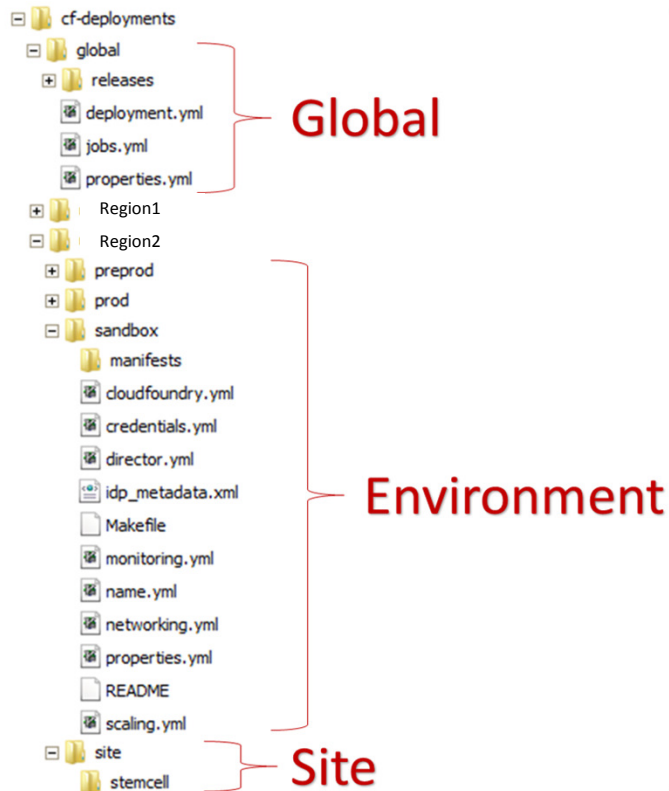 cf-deployments
global
releases
deployment.yml
jobs.yml
properties.yml
Global
Region1
Region2
preprod
prod
sandbox
manifests
cloudfoundry.yml
credentials.yml
director.yml
idp_metadata.xml
Makefile
monitoring.yml
name.yml
networking.yml
properties.yml
README
scaling.yml
Environment
site
stemcell
Site